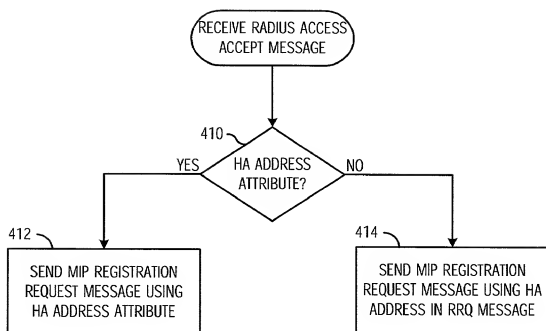 RECEIVE RADIUS ACCESS
ACCEPT MESSAGE
410
YES
HA ADDRESS
ATTRIBUTE?
NO
412
SEND MIP REGISTRATION
REQUEST MESSAGE USING
HA ADDRESS ATTRIBUTE
414
SEND MIP REGISTRATION
REQUEST MESSAGE USING HA
ADDRESS IN RRQ MESSAGE